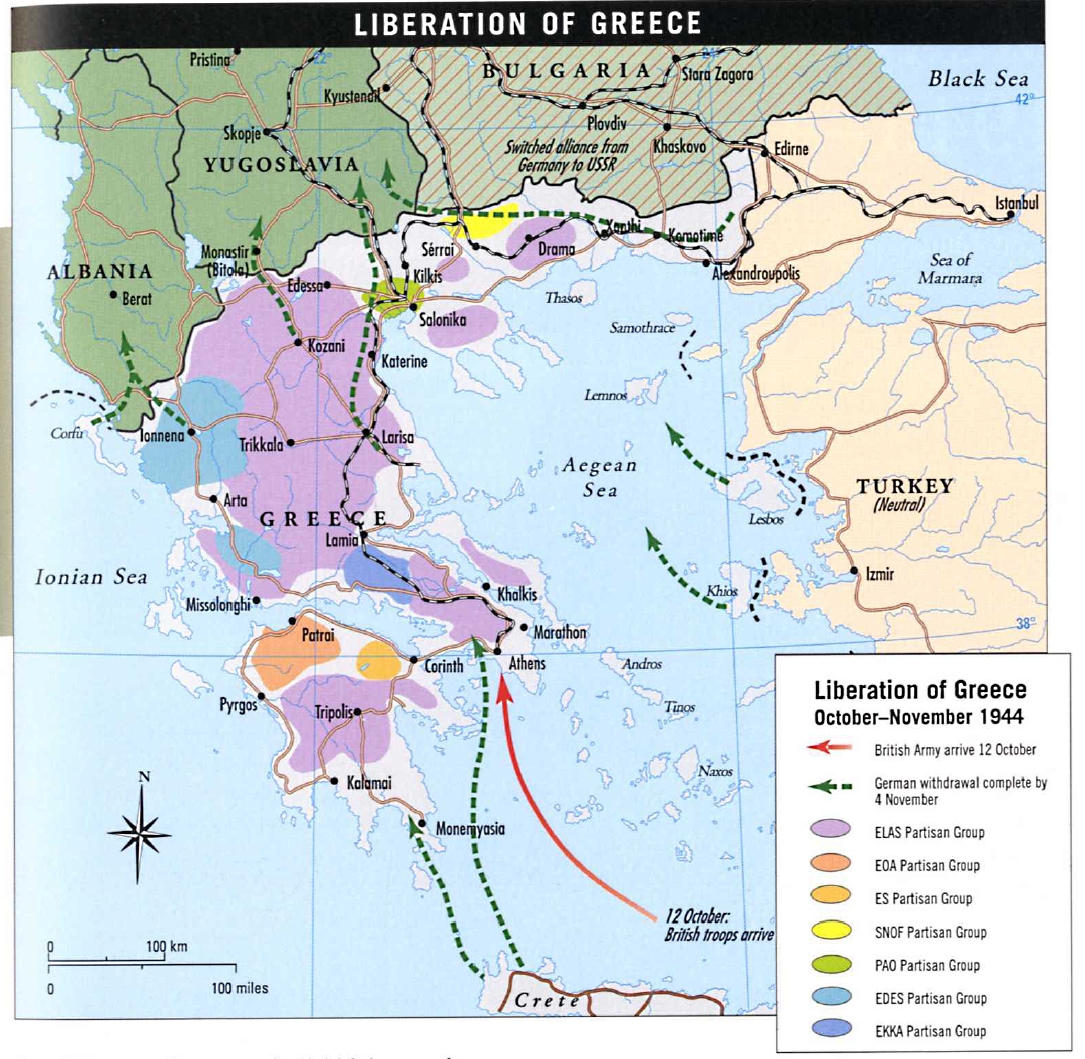 LIBERATION OF GREECE
Pristina
22°
24°
BULGARIA
Stara Zagora
Black Sea
Kyustendil
42°
Plovdiv
Skopje
Switched alliance from
Germany to USSR
Khaskovo
Edirne
YUGOSLAVIA
Istanbul
Monastir
(Bitola)
Sérrai
Drama
Xanthi
Komotime
Alexandroupolis
Sea of
Marmara
ALBANIA
Berat
Edessa
Kilkis
Salonika
Thasos
Samothrace
Kozani
Katerine
Lemnos
Corfu
Ionnena
Trikkala
Larisa
Aegean
Sea
TURKEY
(Neutral)
Arta
Lesbos
GREECE
Lamia
Ionian Sea
Khalkis
Khios
Izmir
Missolonghi
Patrai
Marathon
38°
Corinth
Athens
Andros
Pyrgos
Tripolis
Tinos
Kalamai
Naxos
N
Monemyasia
12 October:
British troops arrive
0 100 km
0 100 miles
Crete
Liberation of Greece
October–November 1944
British Army arrive 12 October
German withdrawal complete by
4 November
ELAS Partisan Group
EOA Partisan Group
ES Partisan Group
SNOF Partisan Group
PAO Partisan Group
EDES Partisan Group
EKKA Partisan Group